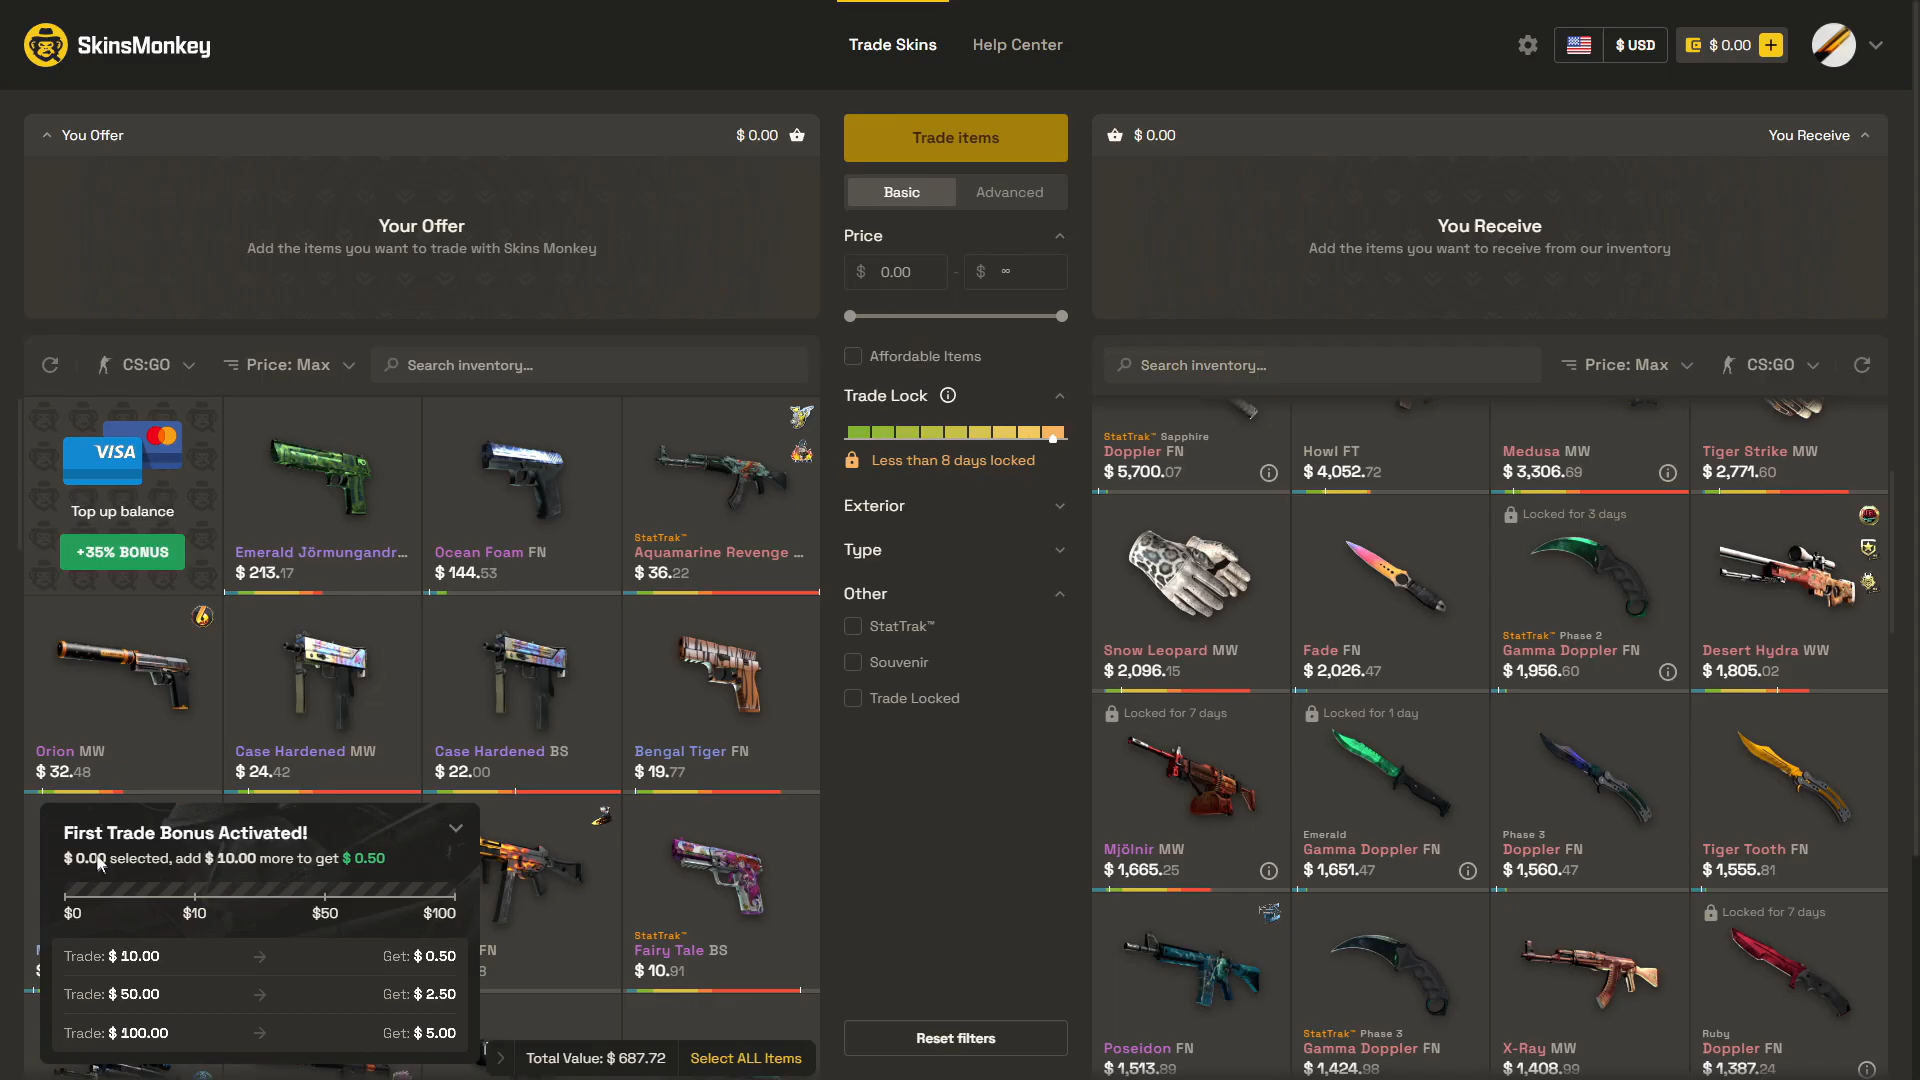 SkinsMonkey
Trade Skins
Help Center
$ USD
$ 0.00
You Offer
$ 0.00
Your Offer
Add the items you want to trade with Skins Monkey
Trade items
Basic
Advanced
Price
$ 0.00 - $ ∞
Affordable Items
Trade Lock
Less than 8 days locked
Exterior
Type
Other
StatTrak™
Souvenir
Trade Locked
Reset filters
$ 0.00
You Receive
You Receive
Add the items you want to receive from our inventory
CS:GO
Price: Max
Search inventory...
VISA
Top up balance
+35% BONUS
Emerald Jörmungandr...
$ 213.17
Ocean Foam FN
$ 144.53
StatTrak™
Aquamarine Revenge ...
$ 36.22
Orion MW
$ 32.48
Case Hardened MW
$ 24.42
Case Hardened BS
$ 22.00
Bengal Tiger FN
$ 19.77
FN
StatTrak™
Fairy Tale BS
$ 10.91
First Trade Bonus Activated!
$ 0.00 selected, add $ 10.00 more to get $ 0.50
$0
$10
$50
$100
Trade: $ 10.00
Get: $ 0.50
Trade: $ 50.00
Get: $ 2.50
Trade: $ 100.00
Get: $ 5.00
Total Value: $ 687.72
Select ALL Items
Search inventory...
Price: Max
CS:GO
StatTrak™ Sapphire
Doppler FN
$ 5,700.07
Howl FT
$ 4,052.72
Medusa MW
$ 3,306.69
Tiger Strike MW
$ 2,771.60
Snow Leopard MW
$ 2,096.15
Fade FN
$ 2,026.47
Locked for 3 days
StatTrak™ Phase 2
Gamma Doppler FN
$ 1,956.60
Desert Hydra WW
$ 1,805.02
Locked for 7 days
Mjölnir MW
$ 1,665.25
Locked for 1 day
Emerald
Gamma Doppler FN
$ 1,651.47
Phase 3
Doppler FN
$ 1,560.47
Tiger Tooth FN
$ 1,555.81
Poseidon FN
$ 1,513.89
StatTrak™ Phase 3
Gamma Doppler FN
$ 1,424.98
X-Ray MW
$ 1,408.99
Locked for 7 days
Ruby
Doppler FN
$ 1,387.24